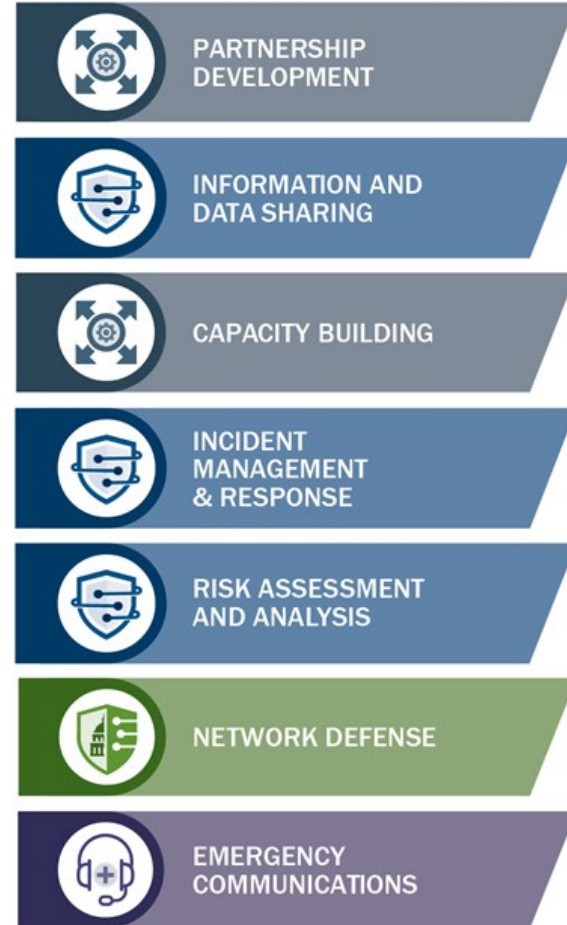 PARTNERSHIP
DEVELOPMENT
INFORMATION AND
DATA SHARING
CAPACITY BUILDING
INCIDENT
MANAGEMENT
& RESPONSE
RISK ASSESSMENT
AND ANALYSIS
NETWORK DEFENSE
EMERGENCY
COMMUNICATIONS